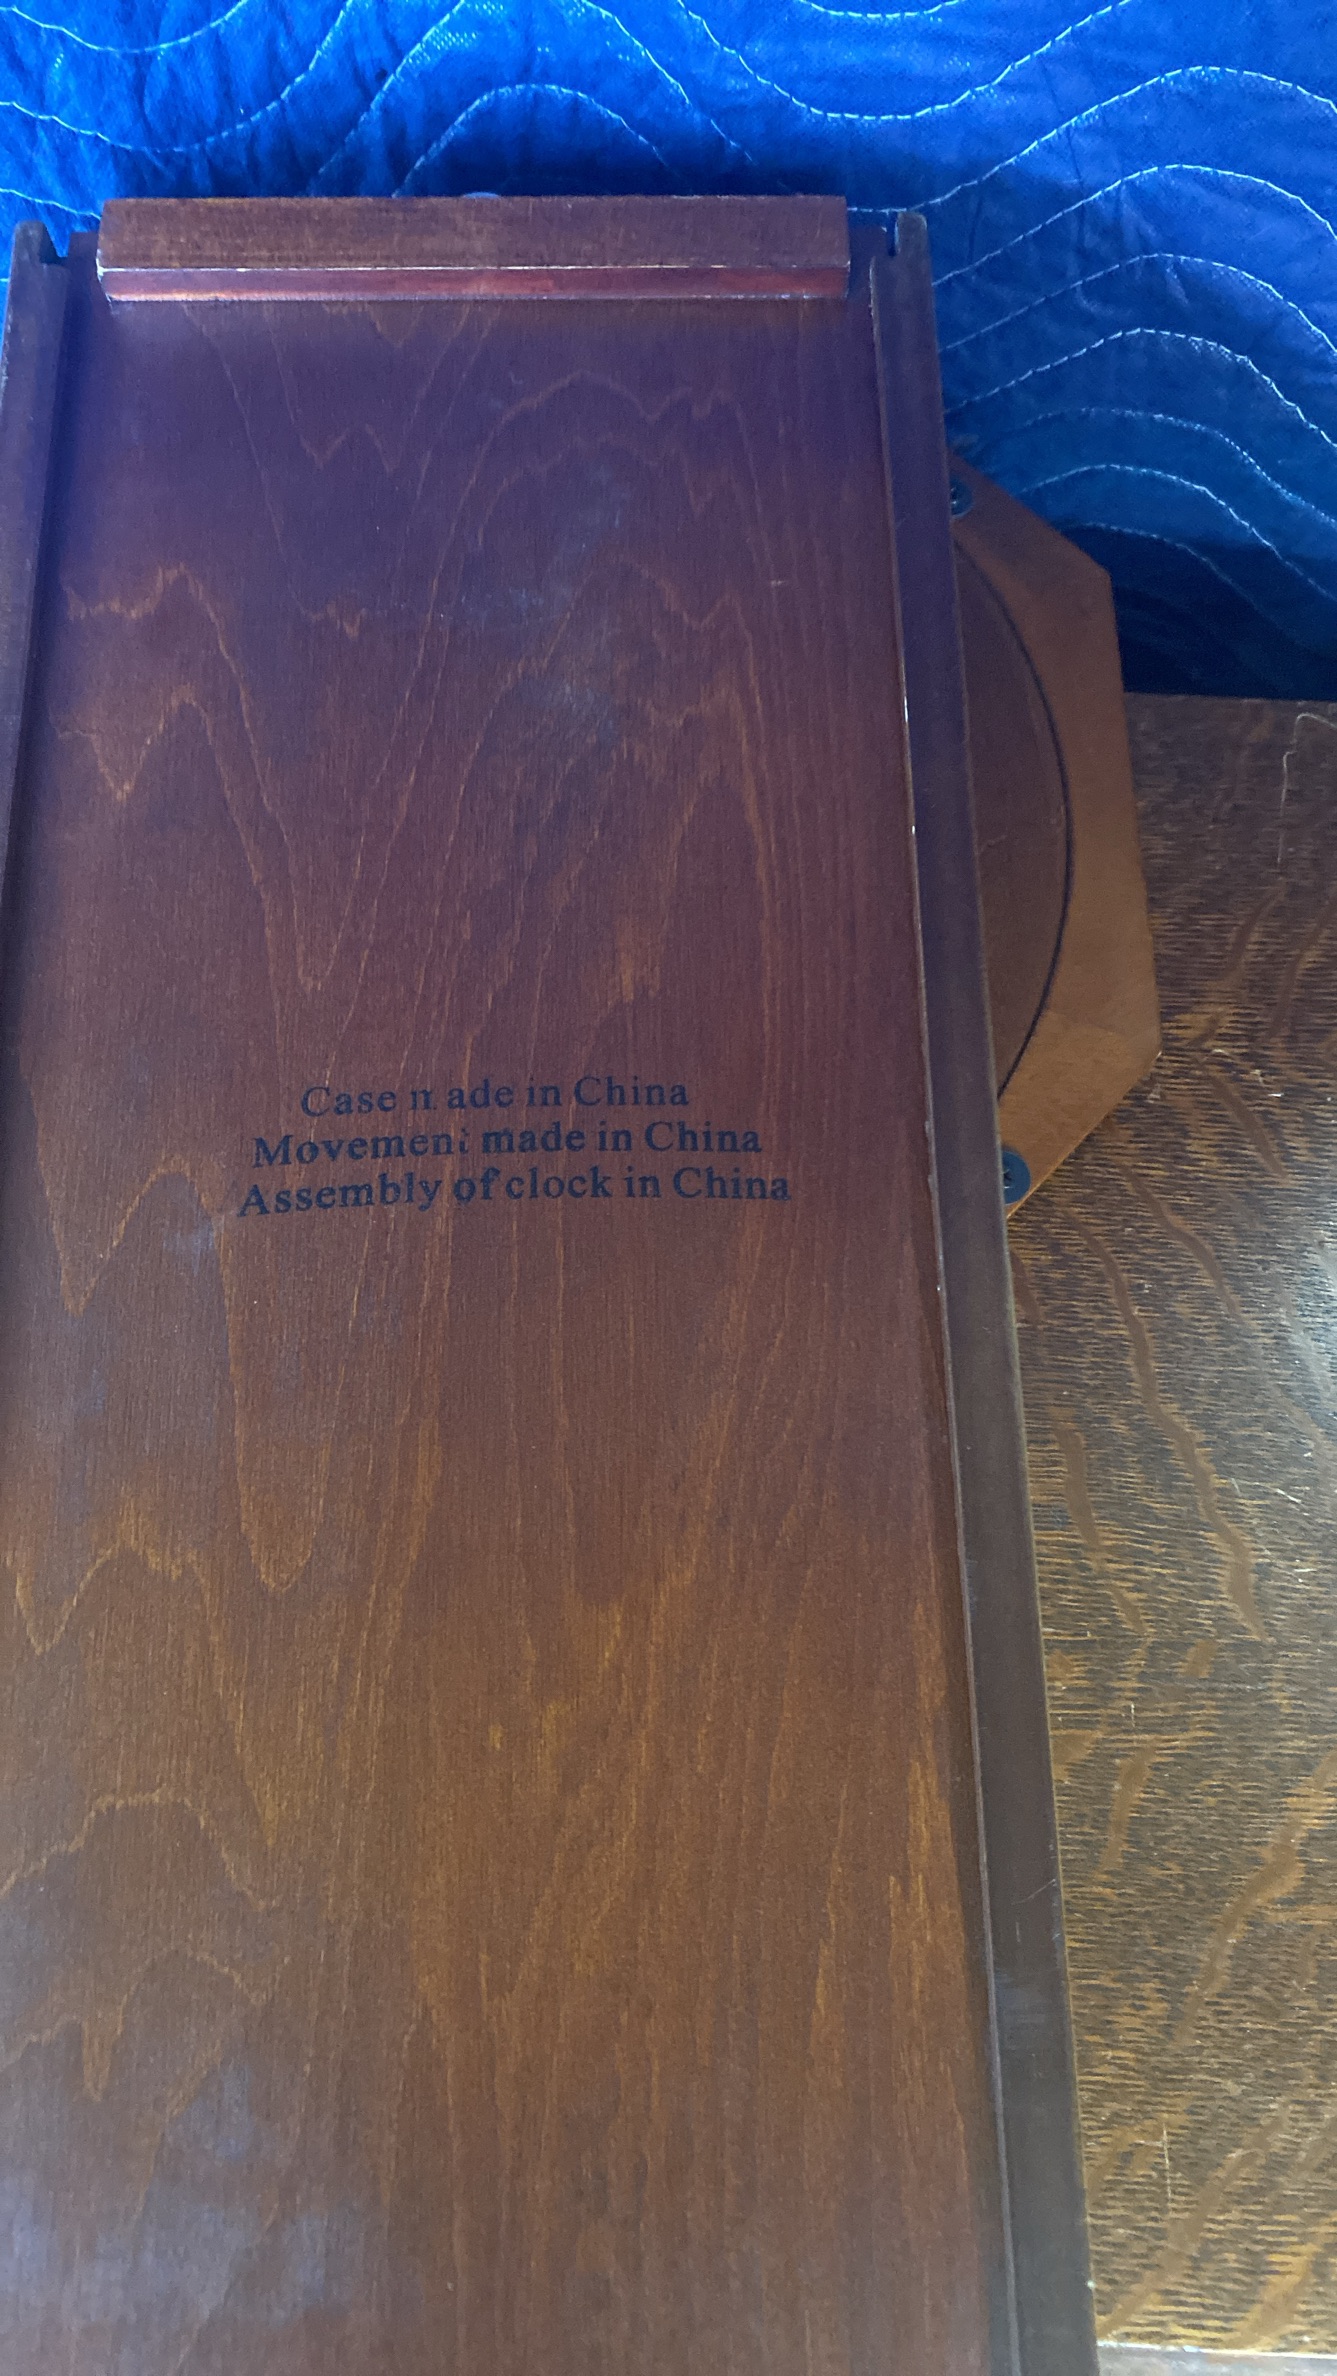 Case made in China
Movement made in China
Assembly of clock in China